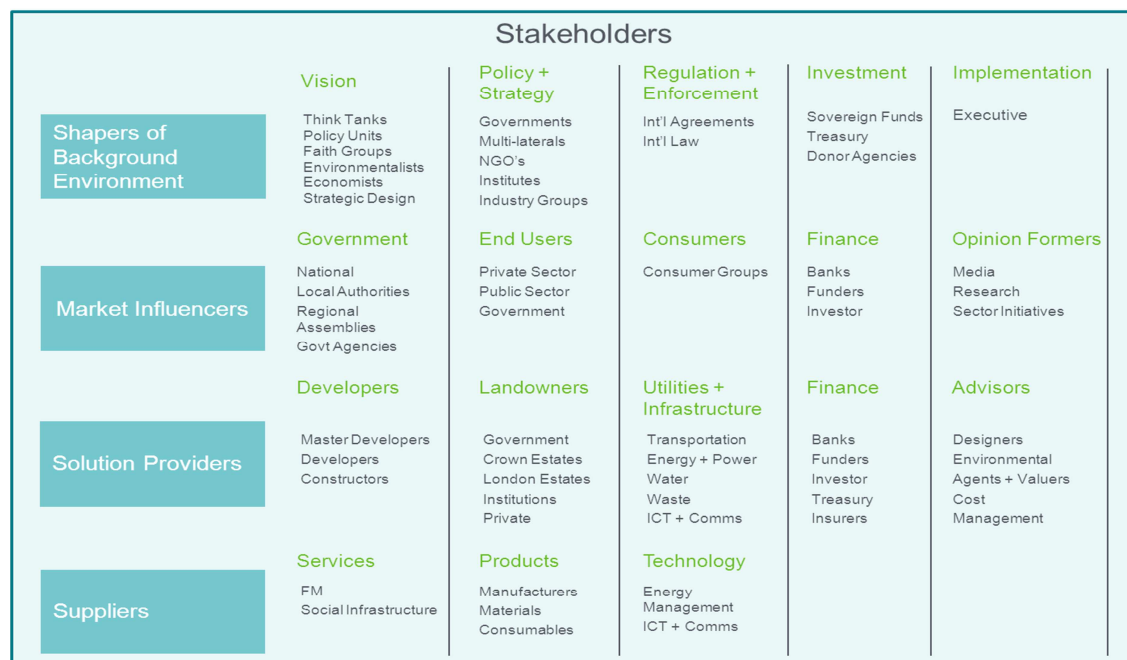 Stakeholders
Shapers of
Background
Environment
Vision
Think Tanks
Policy Units
Faith Groups
Environmentalists
Economists
Strategic Design
Policy +
Strategy
Governments
Multi-laterals
NGO's
Institutes
Industry Groups
Regulation +
Enforcement
Int'l Agreements
Int'l Law
Investment
Sovereign Funds
Treasury
Donor Agencies
Implementation
Executive
Market Influencers
Government
National
Local Authorities
Regional
Assemblies
Govt Agencies
End Users
Private Sector
Public Sector
Government
Consumers
Consumer Groups
Finance
Banks
Funders
Investor
Opinion Formers
Media
Research
Sector Initiatives
Solution Providers
Developers
Master Developers
Developers
Constructors
Landowners
Government
Crown Estates
London Estates
Institutions
Private
Utilities +
Infrastructure
Transportation
Energy + Power
Water
Waste
ICT + Comms
Finance
Banks
Funders
Investor
Treasury
Insurers
Advisors
Designers
Environmental
Agents + Valuers
Cost
Management
Suppliers
Services
FM
Social Infrastructure
Products
Manufacturers
Materials
Consumables
Technology
Energy
Management
ICT + Comms